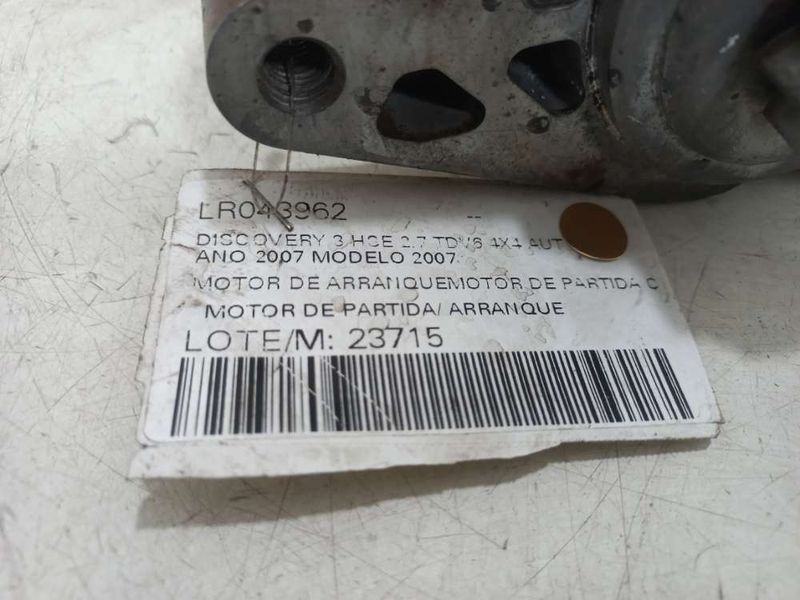 LR043962 --
DISCOVERY 3 HSE 2.7 TDV6 4X4 AUT
ANO 2007 MODELO 2007.
MOTOR DE ARRANQUEMOTOR DE PARTIDA C
MOTOR DE PARTIDA/ ARRANQUE
LOTE/M: 23715